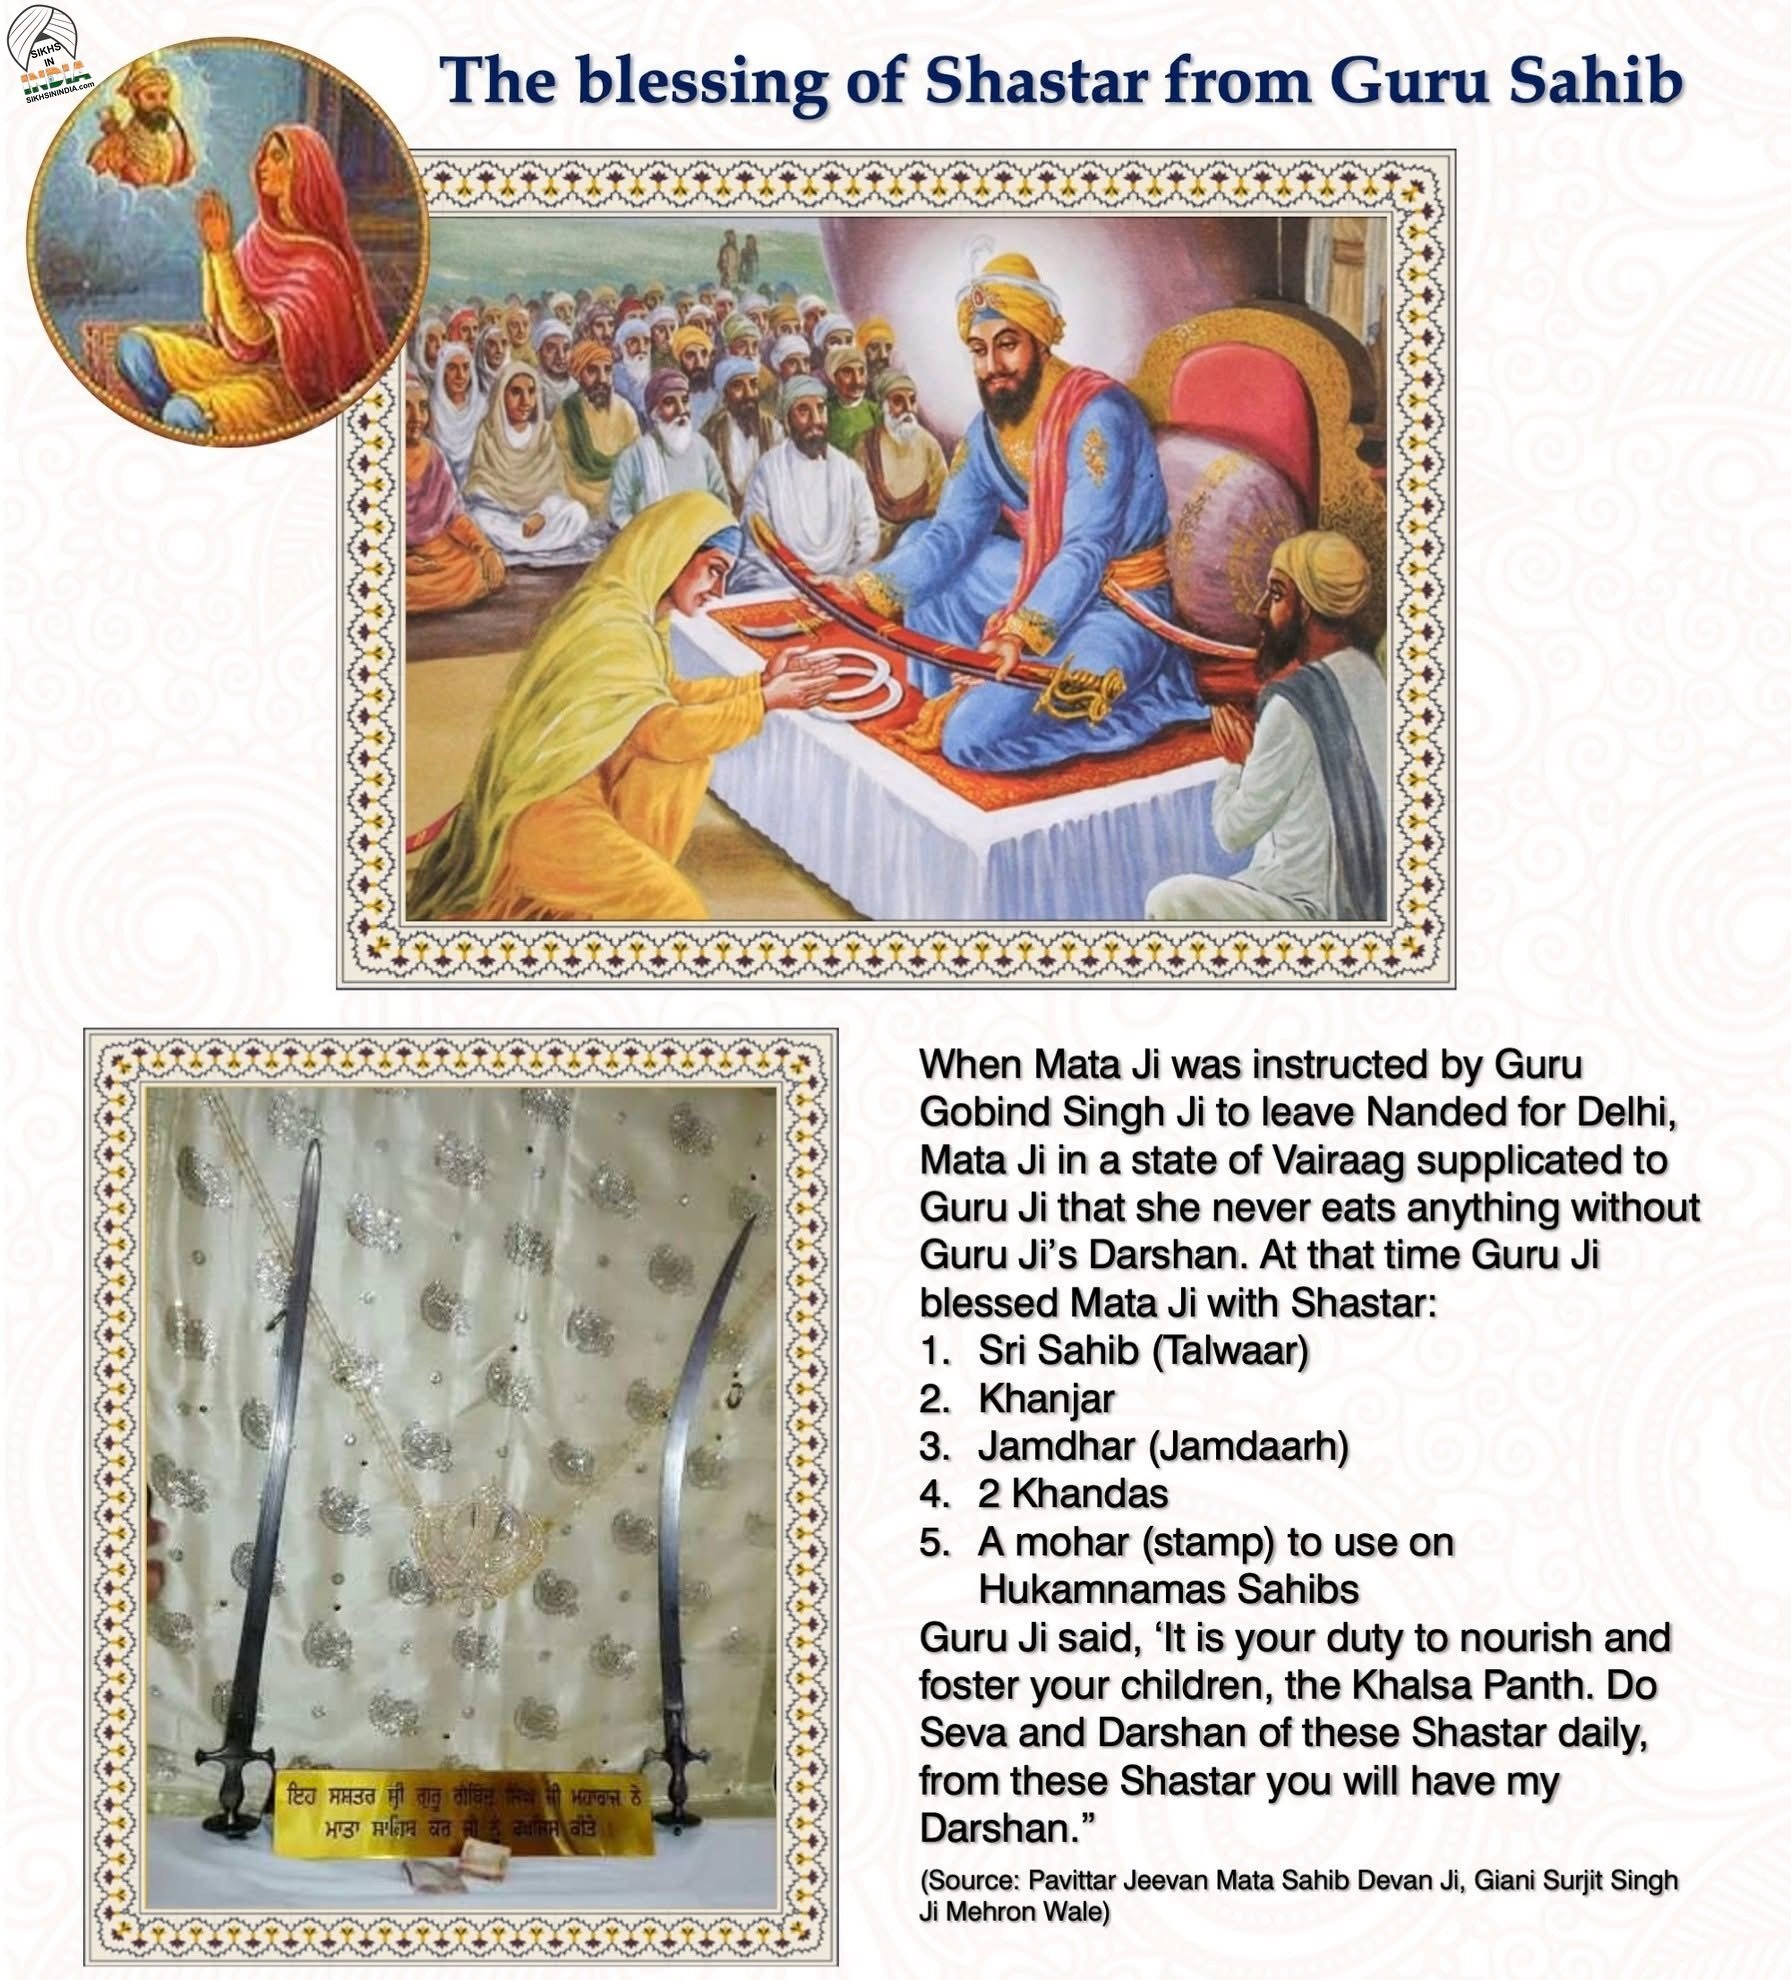 SIKHS
IN
INDIA
SIKHSININDIA.com
The blessing of Shastar from Guru Sahib
When Mata Ji was instructed by Guru
Gobind Singh Ji to leave Nanded for Delhi,
Mata Ji in a state of Vairaag supplicated to
Guru Ji that she never eats anything without
Guru Ji’s Darshan. At that time Guru Ji
blessed Mata Ji with Shastar:
1. Sri Sahib (Talwaar)
2. Khanjar
3. Jamdhar (Jamdaarh)
4. 2 Khandas
5. A mohar (stamp) to use on
Hukamnamas Sahibs
Guru Ji said, ‘It is your duty to nourish and
foster your children, the Khalsa Panth. Do
Seva and Darshan of these Shastar daily,
from these Shastar you will have my
Darshan.”
(Source: Pavittar Jeevan Mata Sahib Devan Ji, Giani Surjit Singh
Ji Mehron Wale)
ਇਹ ਸਸ਼ਤਰ ਸ੍ਰੀ ਗੁਰੂ ਗੋਬਿੰਦ ਸਿੰਘ ਜੀ ਮਹਾਰਾਜ ਨੇ
ਮਾਤਾ ਸਾਹਿਬ ਕੌਰ ਜੀ ਨੂੰ